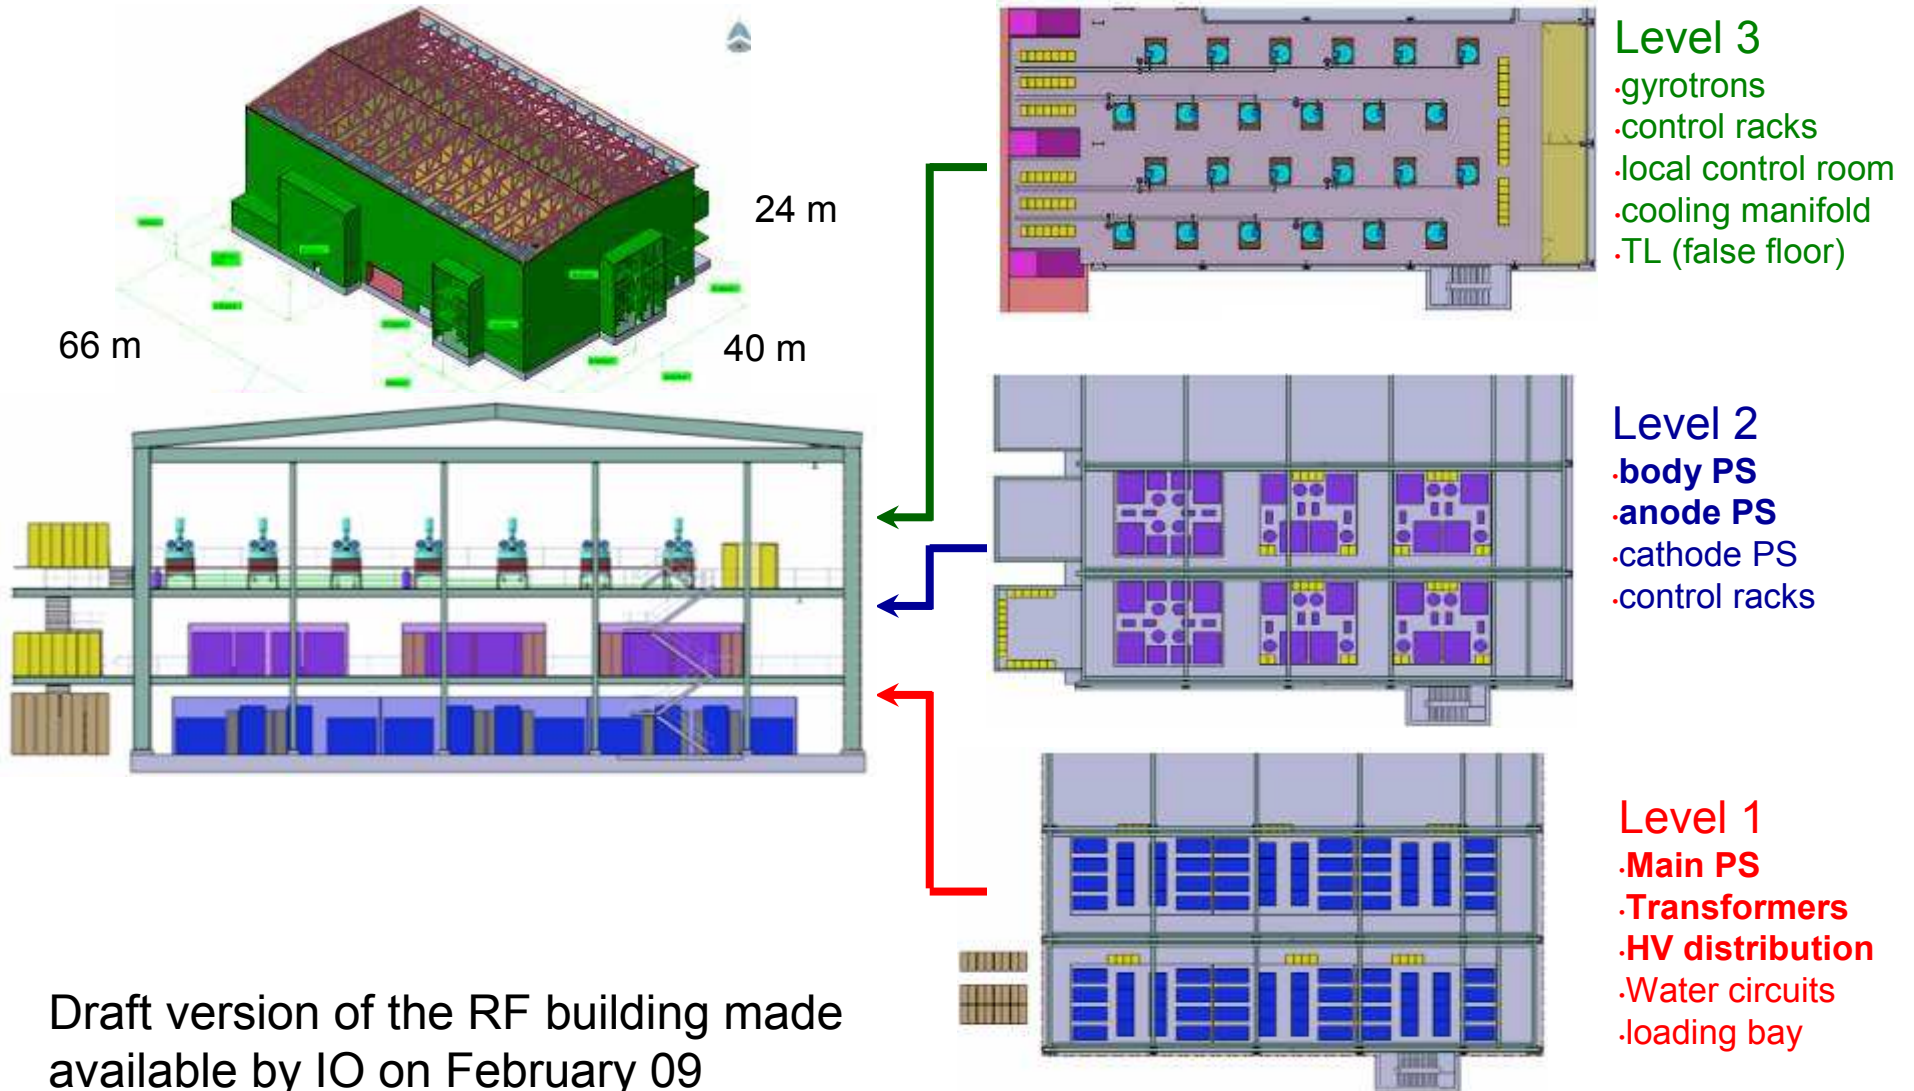 24 m
66 m
40 m
Level 3
·gyrotrons
·control racks
·local control room
·cooling manifold
·TL (false floor)
Level 2
·body PS
·anode PS
·cathode PS
·control racks
Level 1
·Main PS
·Transformers
·HV distribution
·Water circuits
·loading bay
Draft version of the RF building made
available by IO on February 09